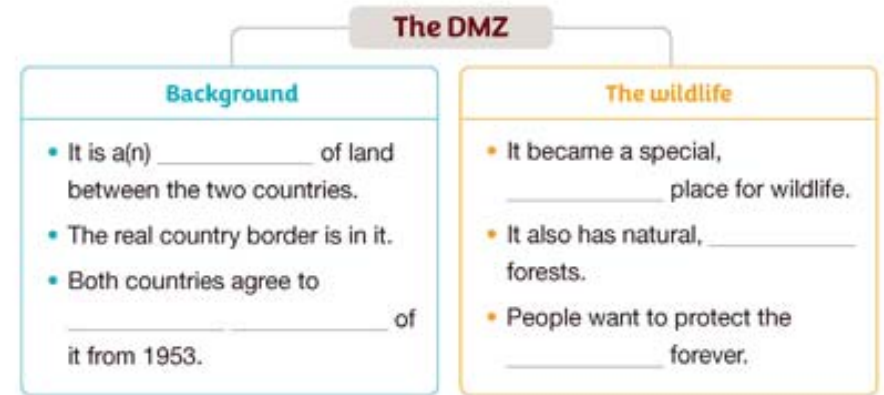 The DMZ
Background
• It is a(n) ____________ of land
between the two countries.
• The real country border is in it.
• Both countries agree to
____________ ____________ of
it from 1953.
The wildlife
• It became a special,
____________ place for wildlife.
• It also has natural, ____________
forests.
• People want to protect the
____________ forever.